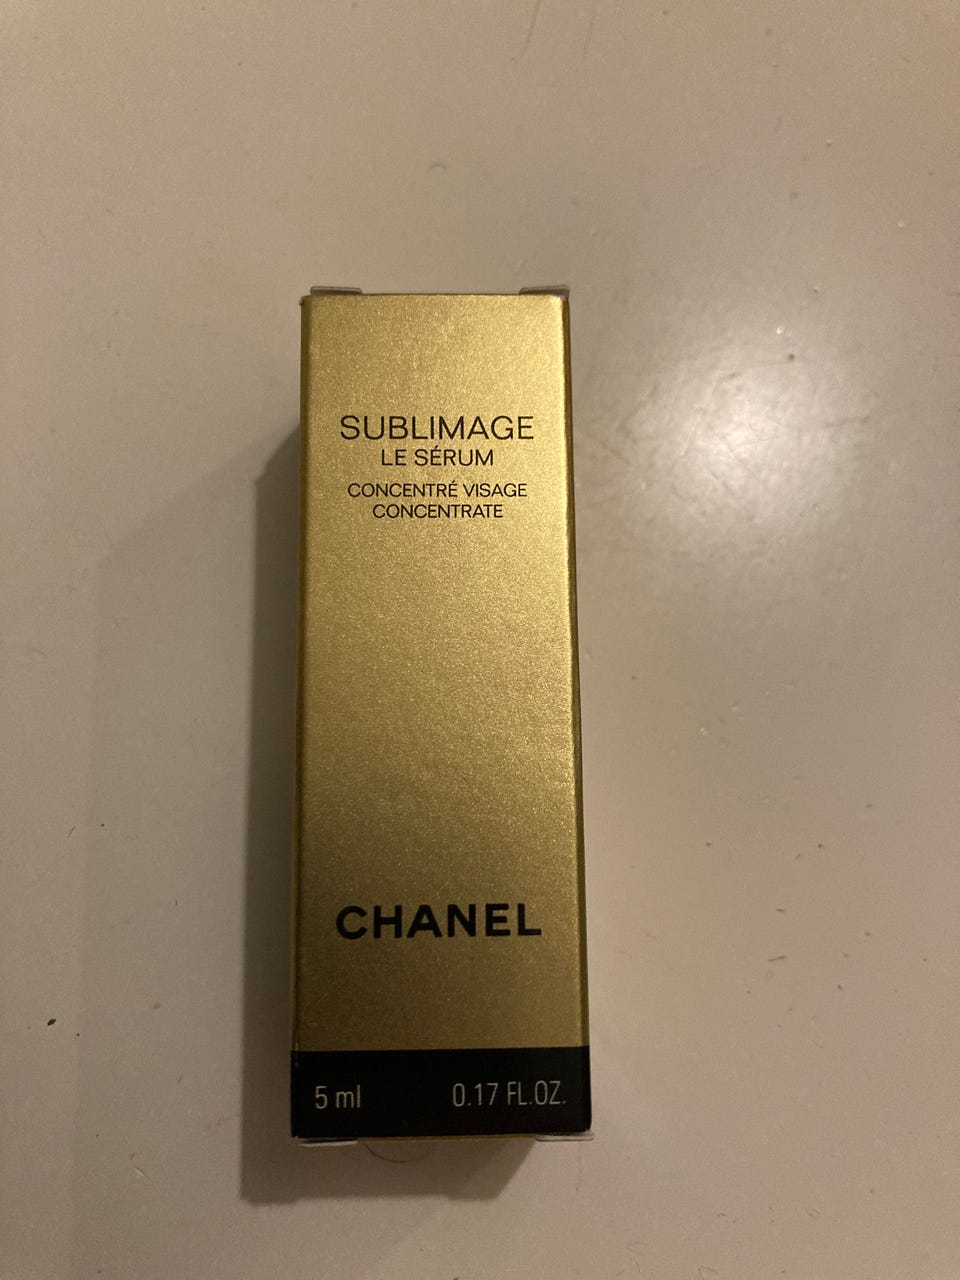 SUBLIMAGE
LE SÉRUM
CONCENTRÉ VISAGE
CONCENTRATE
CHANEL
5 ml 0.17 FL.OZ.